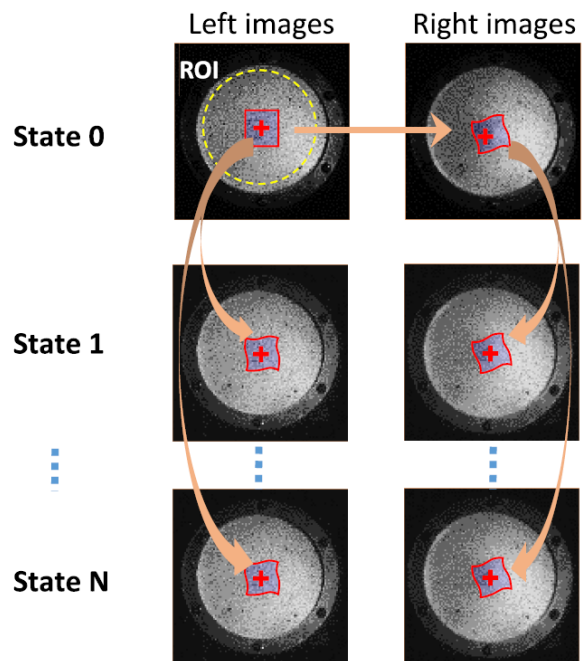 Left images
Right images
ROI
State 0
State 1
State N